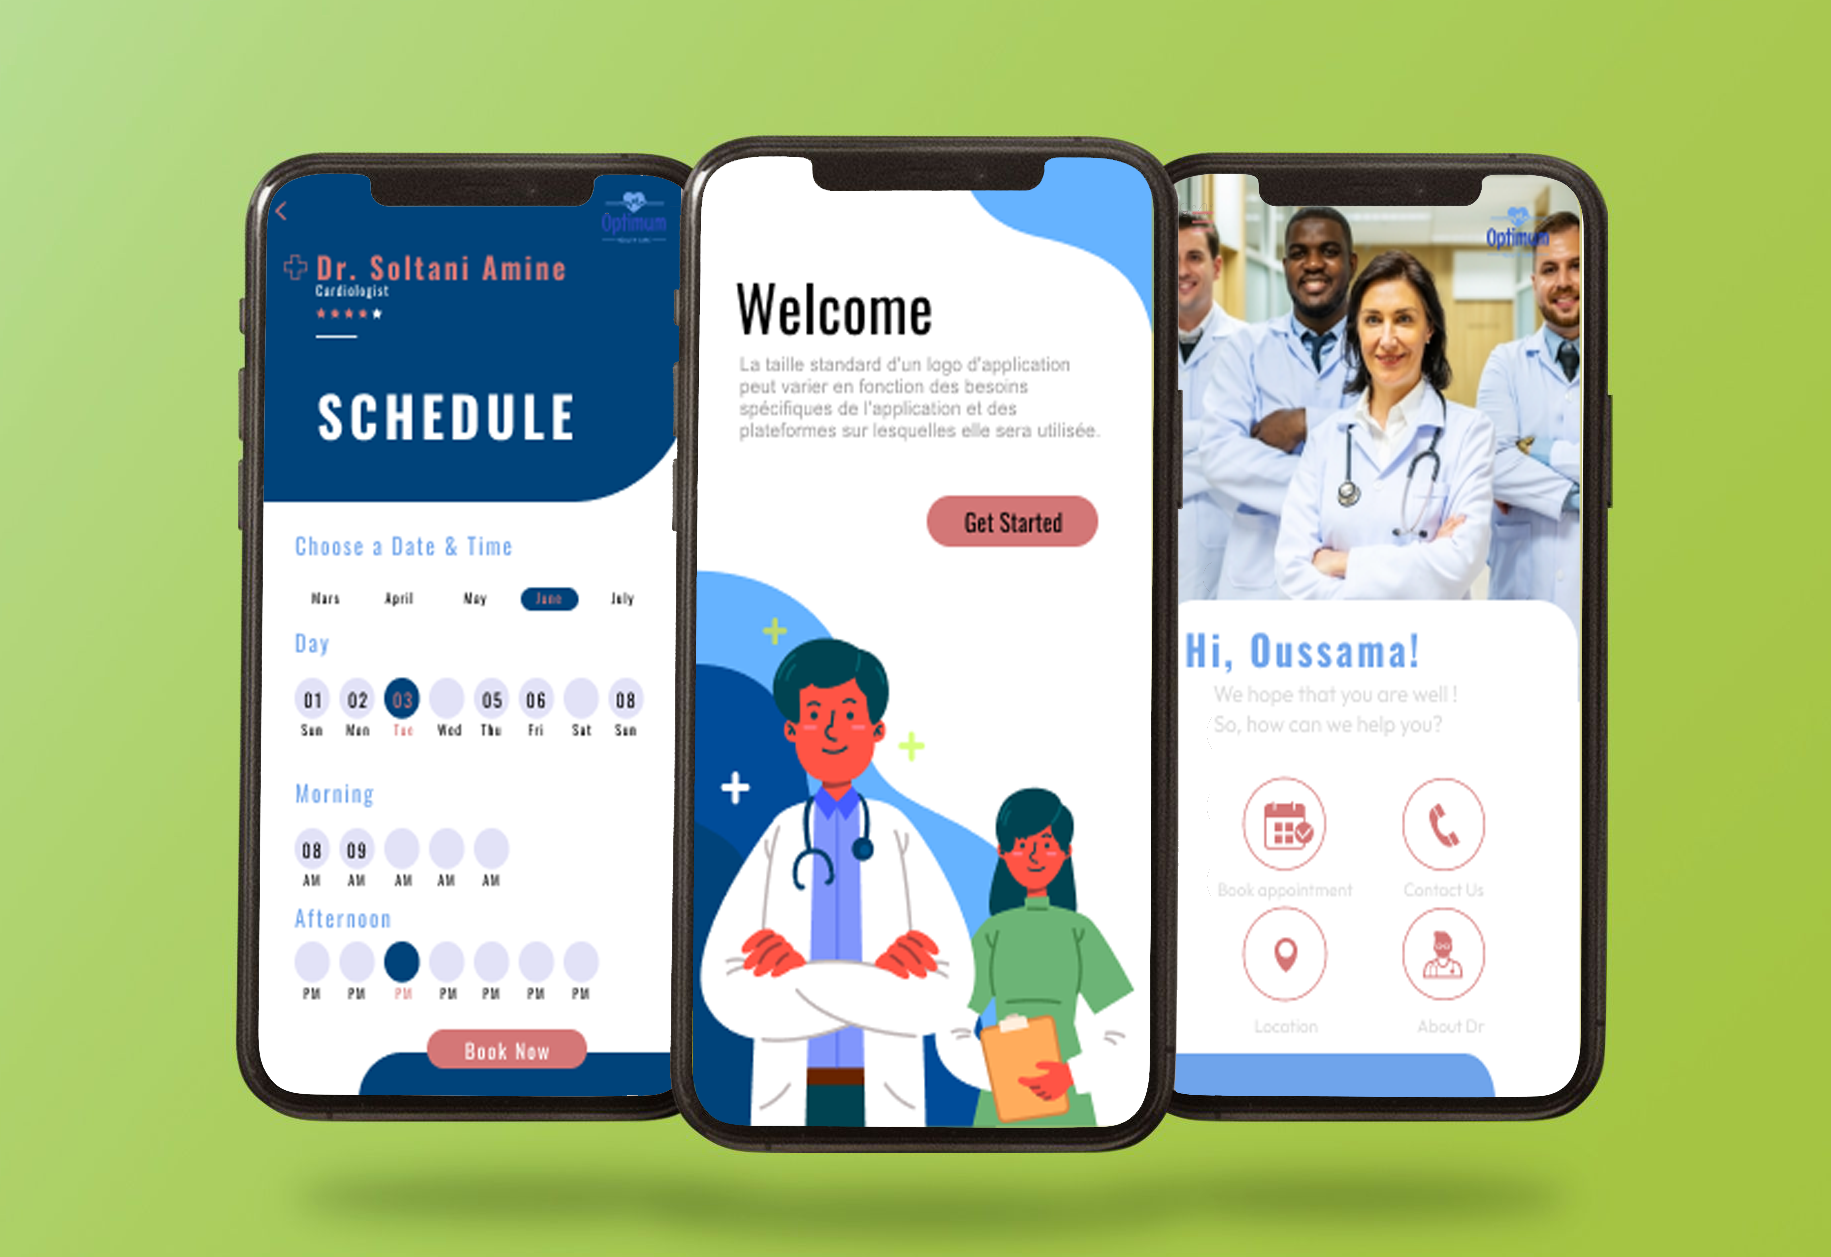 Optimum
Dr. Soltani Amine
Cardiologist
SCHEDULE
Choose a Date & Time
Mars April May June July
Day
01 02 03 05 06 08
Sun Mon Tue Wed Thu Fri Sat Sun
Morning
08 09
AM AM AM AM AM
Afternoon
PM PM PM PM PM PM PM
Book Now
Welcome
La taille standard d'un logo d'application
peut varier en fonction des besoins
spécifiques de l'application et des
plateformes sur lesquelles elle sera utilisée.
Get Started
Optimum
Hi, Oussama!
We hope that you are well !
So, how can we help you?
Book appointment Contact Us
Location About Dr